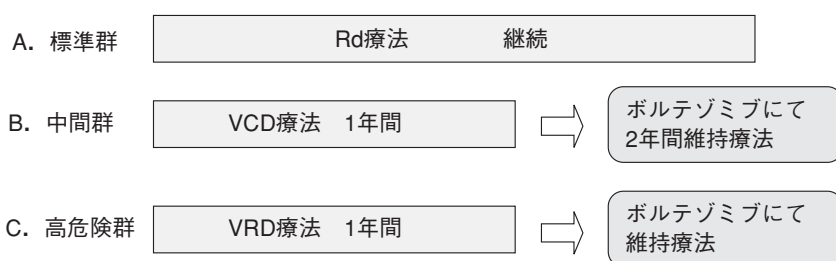 A. 標準群 Rd療法 継続
B. 中間群 VCD療法 1年間 ボルテゾミブにて
2年間維持療法
C. 高危険群 VRD療法 1年間 ボルテゾミブにて
維持療法